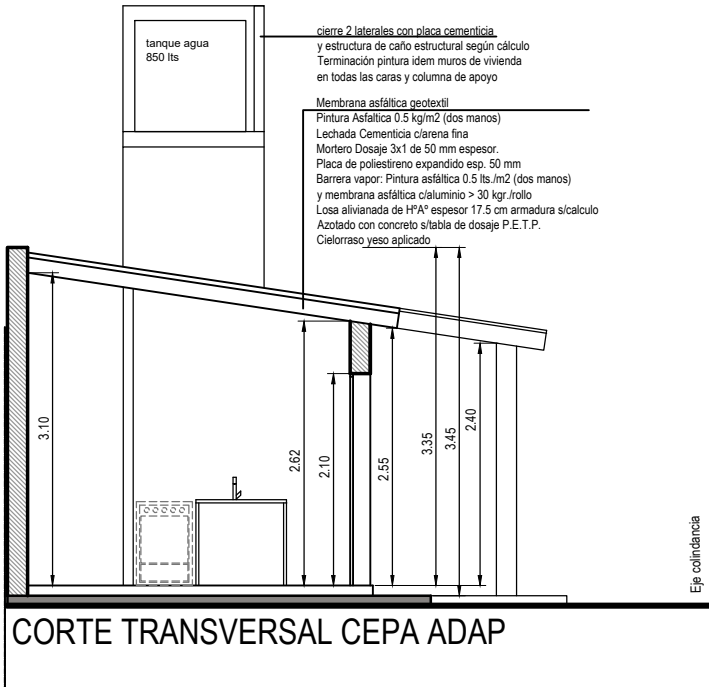 tanque agua
850 lts
cierre 2 laterales con placa cementicia
y estructura de caño estructural según cálculo
Terminación pintura idem muros de vivienda
en todas las caras y columna de apoyo
Membrana asfáltica geotextil
Pintura Asfaltica 0.5 kg/m2 (dos manos)
Lechada Cementicia c/arena fina
Mortero Dosaje 3x1 de 50 mm espesor.
Placa de poliestireno expandido esp. 50 mm
Barrera vapor: Pintura asfáltica 0.5 lts./m2 (dos manos)
y membrana asfáltica c/aluminio > 30 kgr./rollo
Losa alivianada de HºAº espesor 17.5 cm armadura s/calculo
Azotado con concreto s/tabla de dosaje P.E.T.P.
Cielorraso yeso aplicado
3.10
2.62
2.10
2.55
3.35
3.45
2.40
Eje colindancia
CORTE TRANSVERSAL CEPA ADAP